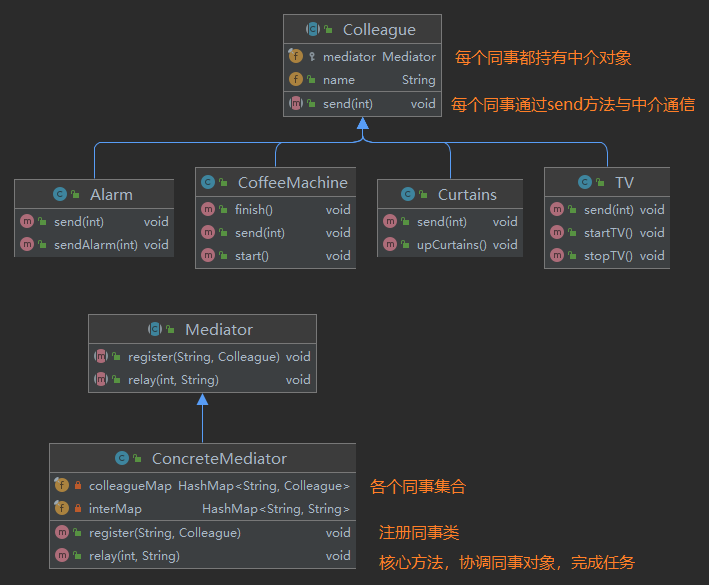 Colleague
mediator Mediator
每个同事都持有中介对象
name String
send(int) void
每个同事通过send方法与中介通信
Alarm
send(int) void
sendAlarm(int) void
CoffeeMachine
finish() void
send(int) void
start() void
Curtains
send(int) void
upCurtains() void
TV
send(int) void
startTV() void
stopTV() void
Mediator
register(String, Colleague) void
relay(int, String) void
ConcreteMediator
colleagueMap HashMap<String, Colleague>
各个同事集合
interMap HashMap<String, String>
register(String, Colleague) void
注册同事类
relay(int, String) void
核心方法，协调同事对象，完成任务